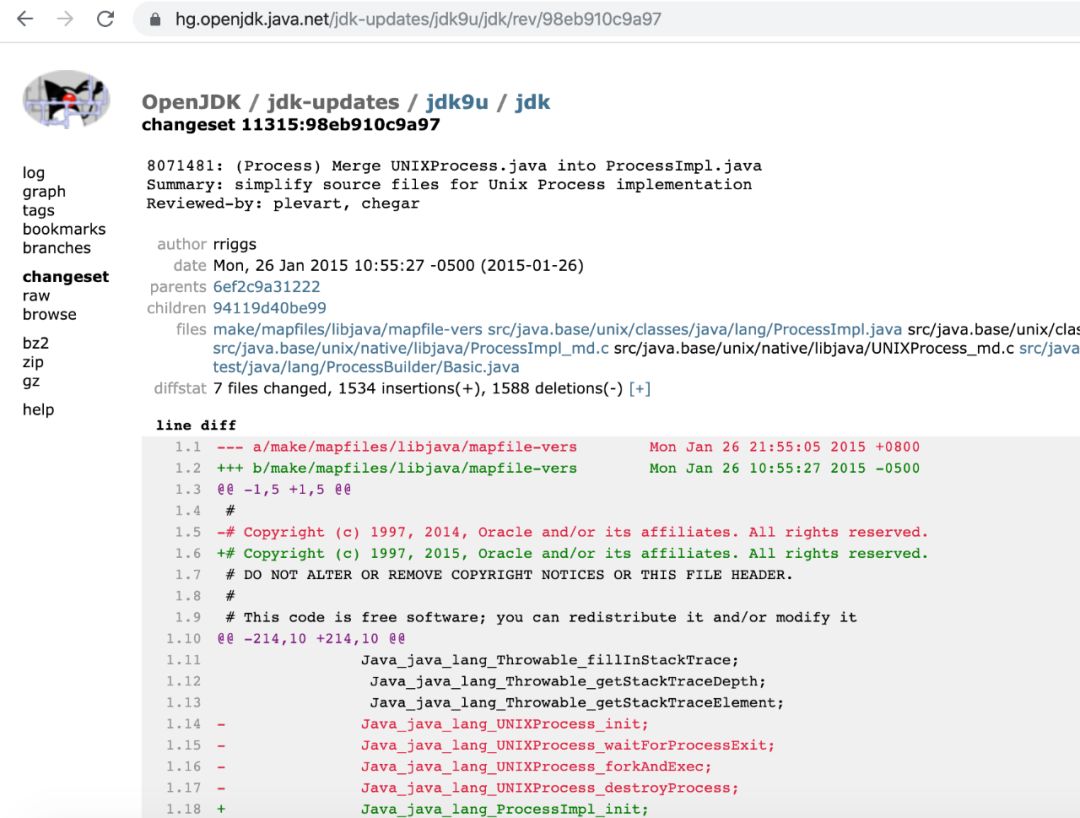 hg.openjdk.java.net/jdk-updates/jdk9u/jdk/rev/98eb910c9a97
OpenJDK / jdk-updates / jdk9u / jdk
changeset 11315:98eb910c9a97
log
graph
tags
bookmarks
branches
changeset
raw
browse
bz2
zip
gz
help
8071481: (Process) Merge UNIXProcess.java into ProcessImpl.java
Summary: simplify source files for Unix Process implementation
Reviewed-by: plevart, chegar
author rriggs
date Mon, 26 Jan 2015 10:55:27 -0500 (2015-01-26)
parents 6ef2c9a31222
children 94119d40be99
files make/mapfiles/libjava/mapfile-vers src/java.base/unix/classes/java/lang/ProcessImpl.java src/java.base/unix/clas
src/java.base/unix/native/libjava/ProcessImpl_md.c src/java.base/unix/native/libjava/UNIXProcess_md.c src/java
test/java/lang/ProcessBuilder/Basic.java
diffstat 7 files changed, 1534 insertions(+), 1588 deletions(-) [+]
line diff
1.1 --- a/make/mapfiles/libjava/mapfile-vers Mon Jan 26 21:55:05 2015 +0800
1.2 +++ b/make/mapfiles/libjava/mapfile-vers Mon Jan 26 10:55:27 2015 -0500
1.3 @@ -1,5 +1,5 @@
1.4 #
1.5 -# Copyright (c) 1997, 2014, Oracle and/or its affiliates. All rights reserved.
1.6 +# Copyright (c) 1997, 2015, Oracle and/or its affiliates. All rights reserved.
1.7 # DO NOT ALTER OR REMOVE COPYRIGHT NOTICES OR THIS FILE HEADER.
1.8 #
1.9 # This code is free software; you can redistribute it and/or modify it
1.10 @@ -214,10 +214,10 @@
1.11 Java_java_lang_Throwable_fillInStackTrace;
1.12 Java_java_lang_Throwable_getStackTraceDepth;
1.13 Java_java_lang_Throwable_getStackTraceElement;
1.14 - Java_java_lang_UNIXProcess_init;
1.15 - Java_java_lang_UNIXProcess_waitForProcessExit;
1.16 - Java_java_lang_UNIXProcess_forkAndExec;
1.17 - Java_java_lang_UNIXProcess_destroyProcess;
1.18 + Java_java_lang_ProcessImpl_init;